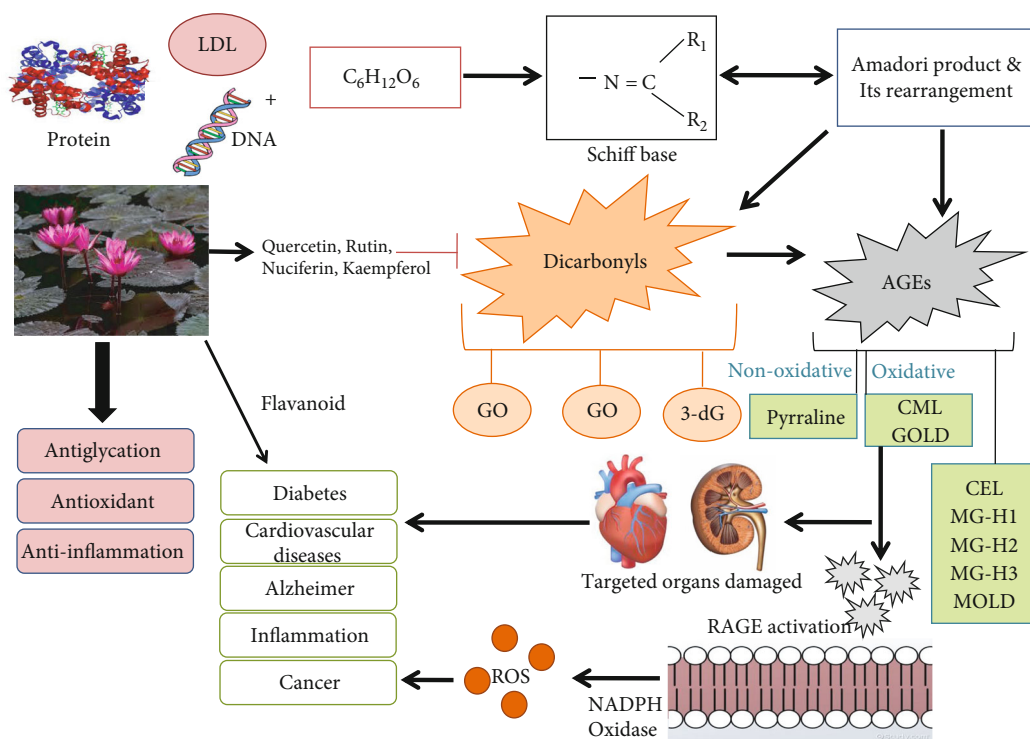 LDL
Protein
DNA
+
C₆H₁₂O₆
R₁
— N = C
R₂
Schiff base
Amadori product &
Its rearrangement
Quercetin, Rutin,
Nuciferin, Kaempferol
Dicarbonyls
AGEs
GO
GO
3-dG
Non-oxidative
Oxidative
Pyrraline
CML
GOLD
CEL
MG-H1
MG-H2
MG-H3
MOLD
Flavanoid
Antiglycation
Antioxidant
Anti-inflammation
Diabetes
Cardiovascular
diseases
Alzheimer
Inflammation
Cancer
Targeted organs damaged
RAGE activation
ROS
NADPH
Oxidase